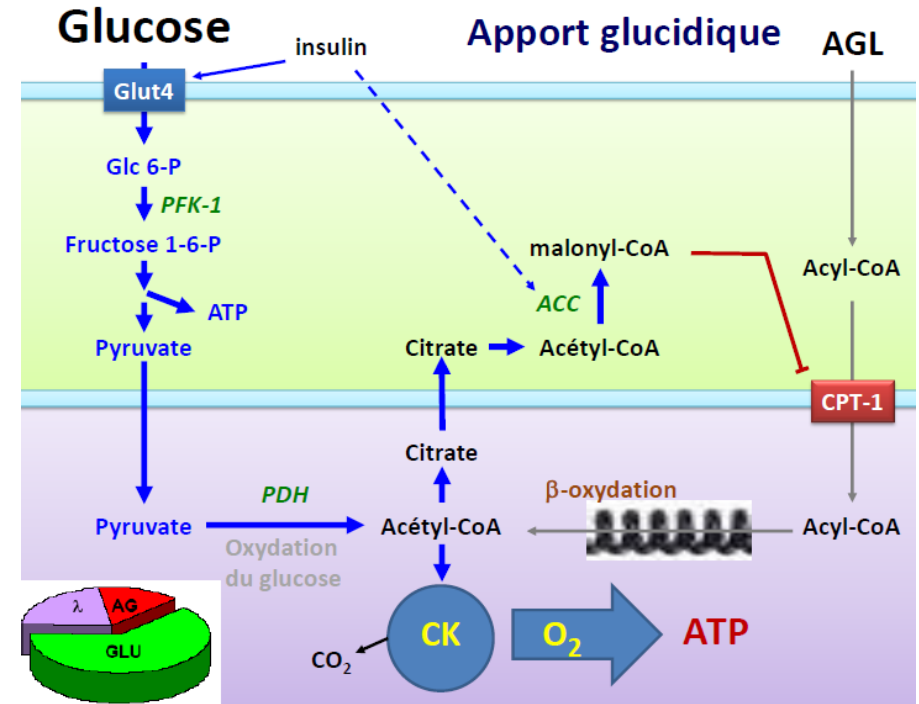 Glucose
insulin
Apport glucidique
AGL
Glut4
Glc 6-P
PFK-1
Fructose 1-6-P
ATP
Pyruvate
malonyl-CoA
ACC
Citrate
Acétyl-CoA
Acyl-CoA
CPT-1
Citrate
PDH
β-oxydation
Pyruvate
Oxydation
du glucose
Acétyl-CoA
Acyl-CoA
λ
AG
GLU
CO2
CK
O2
ATP